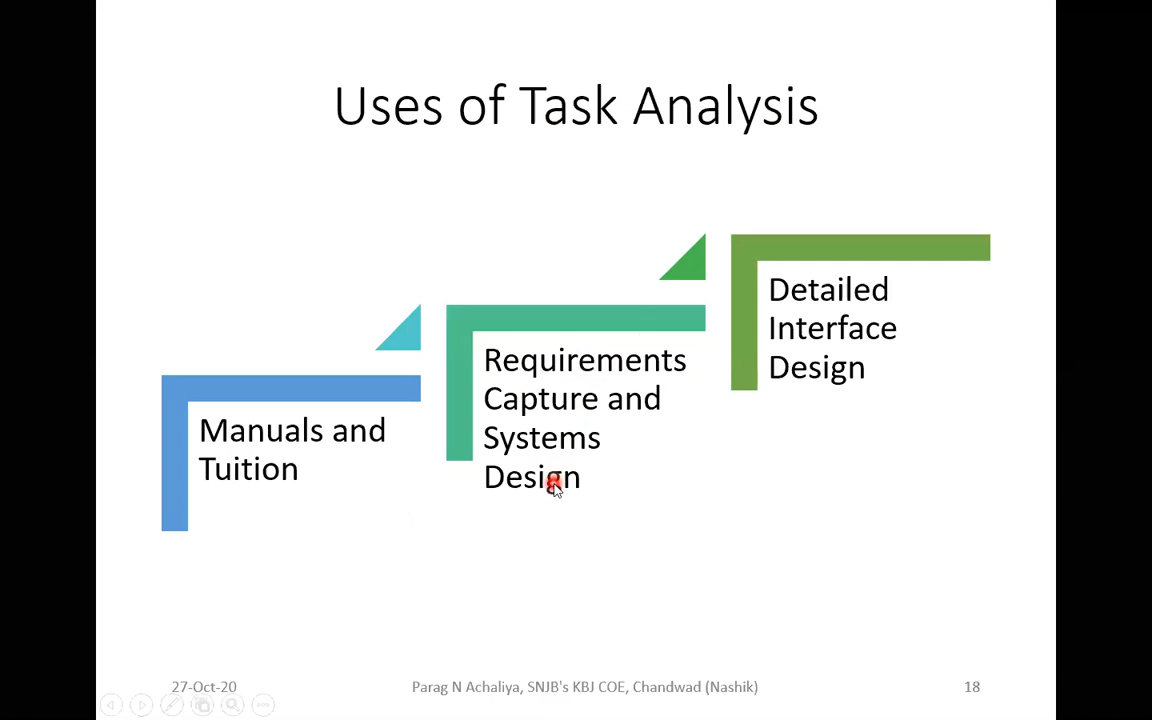 Uses of Task Analysis
Manuals and
Tuition
Requirements
Capture and
Systems
Design
Detailed
Interface
Design
27-Oct-20
Parag N Achaliya, SNJB's KBJ COE, Chandwad (Nashik)
18